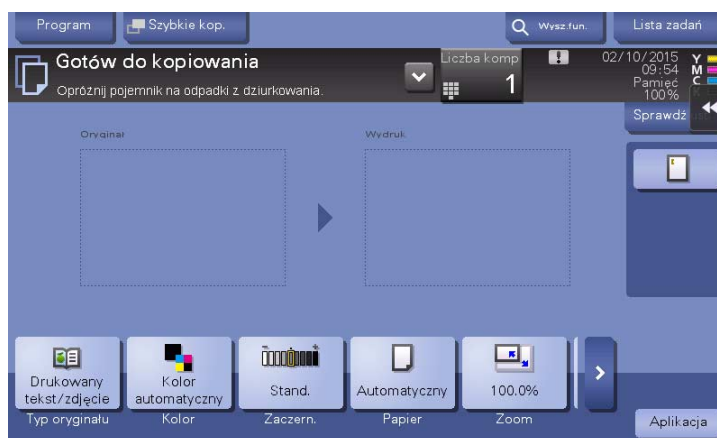 Program
Szybkie kop.
Wysz.fun.
Lista zadań
Gotów do kopiowania
Opróżnij pojemnik na odpadki z dziurkowania.
Liczba komp
1
02/10/2015
09:54
Pamięć
100%
Y
M
C
K
Sprawdź
Oryginał
Wydruk
Drukowany
tekst/zdjęcie
Typ oryginału
Kolor
automatyczny
Kolor
Stand.
Zaczern.
Automatyczny
Papier
100.0%
Zoom
Aplikacja